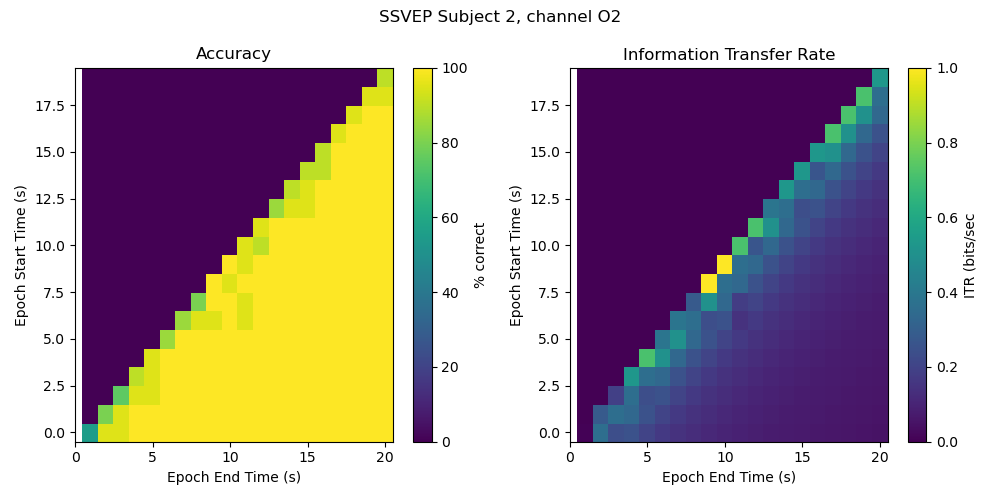 SSVEP Subject 2, channel O2
Accuracy
Information Transfer Rate
17.5
15.0
12.5
10.0
7.5
5.0
2.5
0.0
0 5 10 15 20
Epoch Start Time (s)
Epoch End Time (s)
100
80
60
40
20
0
% correct
17.5
15.0
12.5
10.0
7.5
5.0
2.5
0.0
0 5 10 15 20
Epoch Start Time (s)
Epoch End Time (s)
1.0
0.8
0.6
0.4
0.2
0.0
ITR (bits/sec